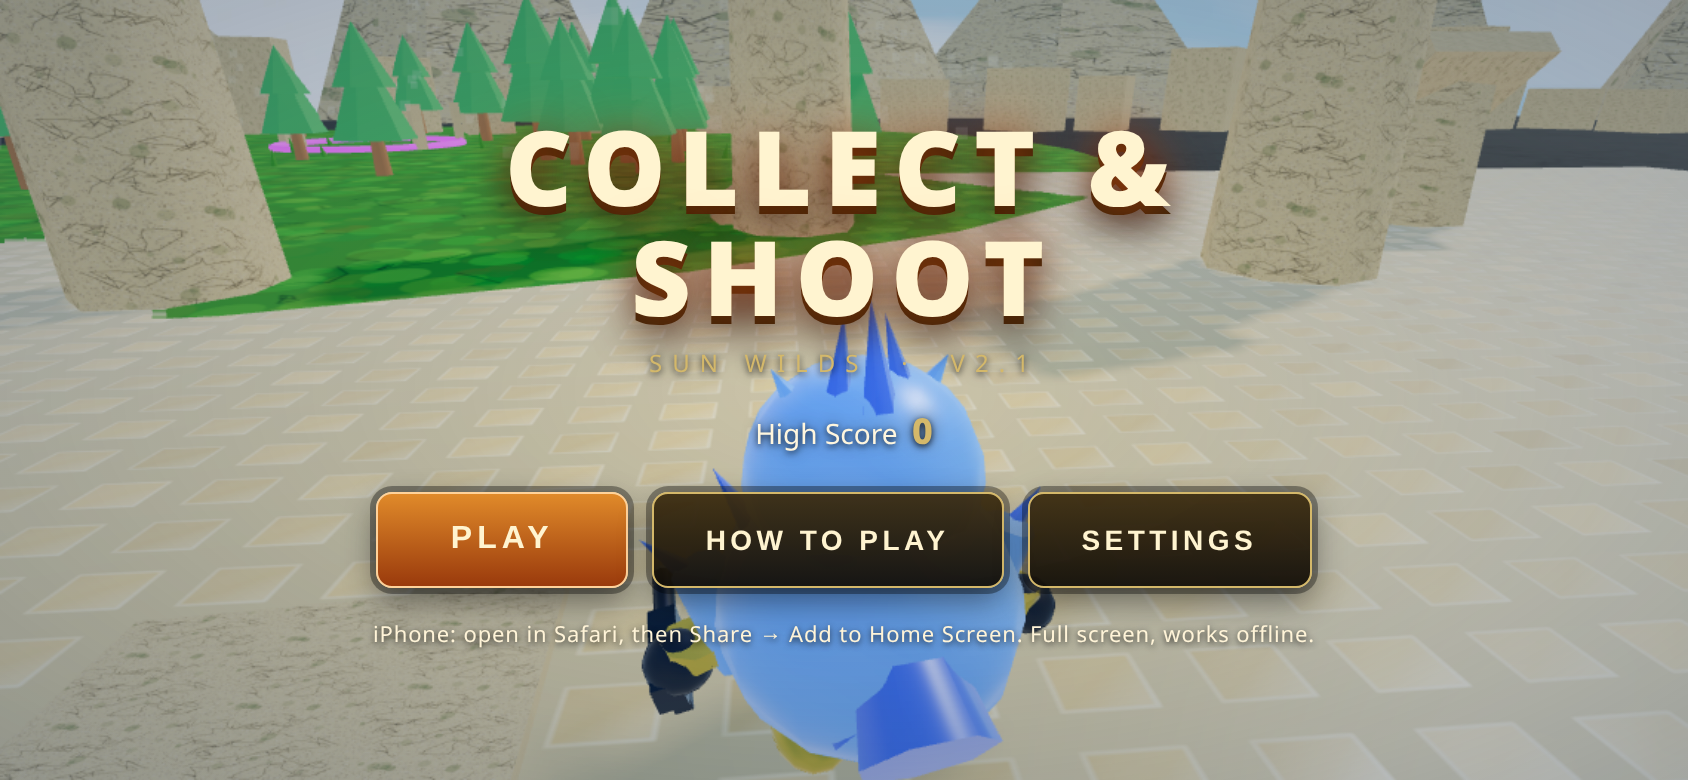 COLLECT &
SHOOT
SUN WILDS · V2.1
High Score 0
PLAY
HOW TO PLAY
SETTINGS
iPhone: open in Safari, then Share → Add to Home Screen. Full screen, works offline.